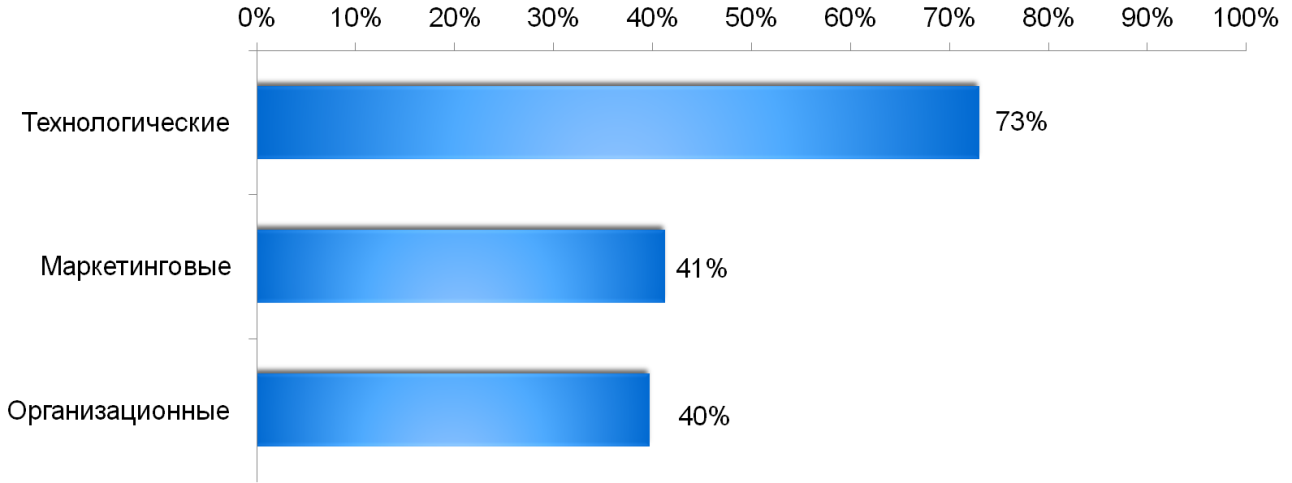 0% 10% 20% 30% 40% 50% 60% 70% 80% 90% 100%
Технологические 73%
Маркетинговые 41%
Организационные 40%